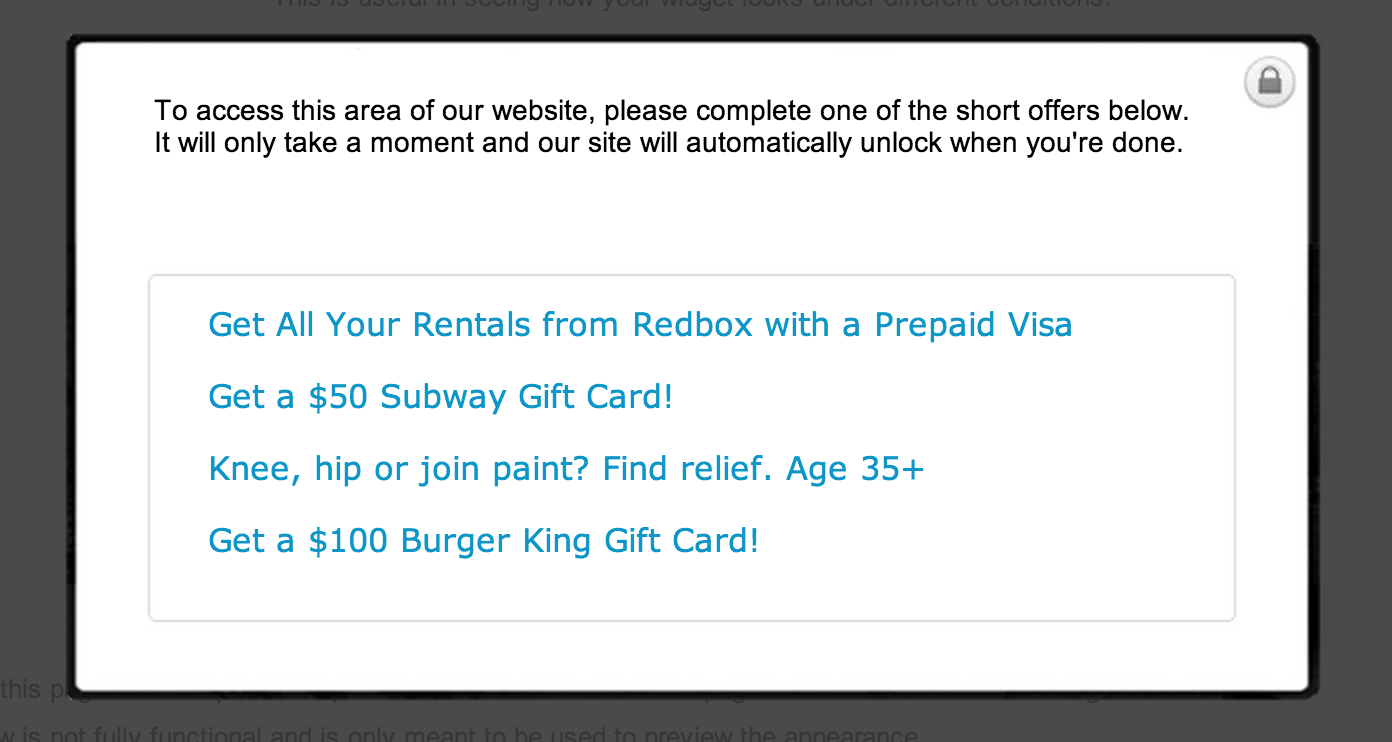 This is useful in seeing how your widget looks under different conditions.
To access this area of our website, please complete one of the short offers below.
It will only take a moment and our site will automatically unlock when you're done.
Get All Your Rentals from Redbox with a Prepaid Visa
Get a $50 Subway Gift Card!
Knee, hip or join paint? Find relief. Age 35+
Get a $100 Burger King Gift Card!
this
is not fully functional and is only meant to be used to preview the appearance